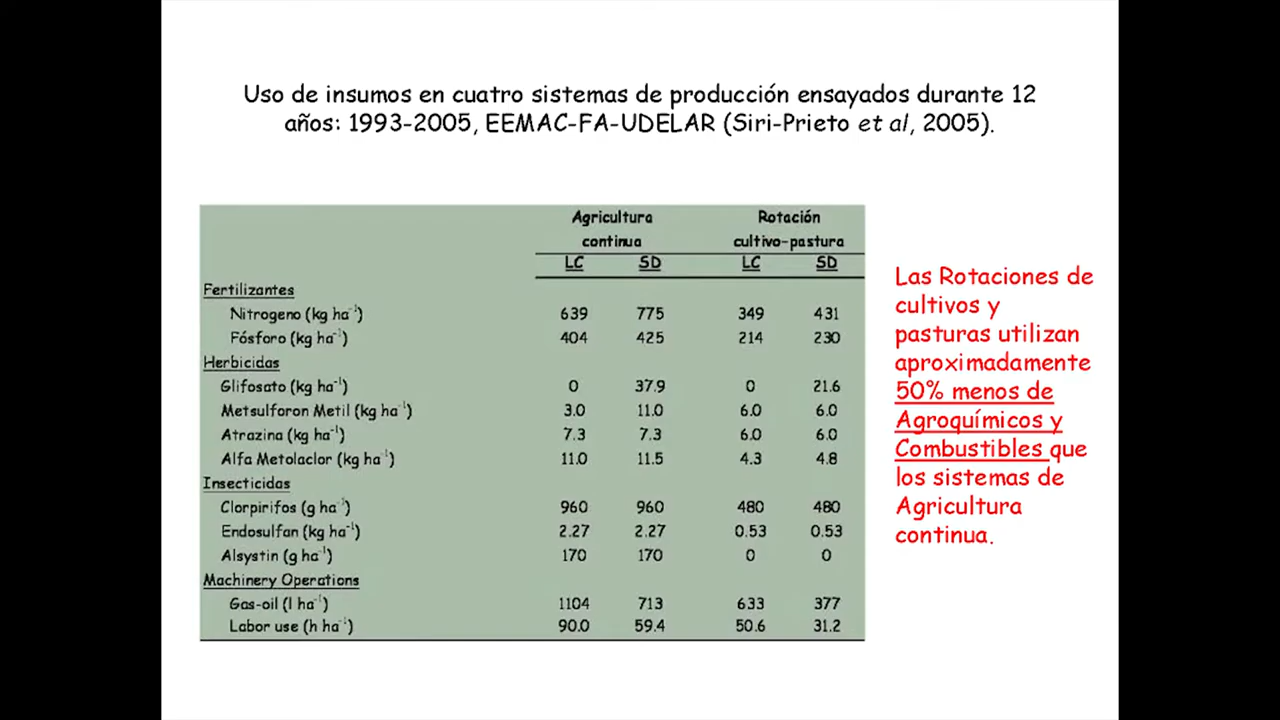 Uso de insumos en cuatro sistemas de producción ensayados durante 12
años: 1993-2005, EEMAC-FA-UDELAR (Siri-Prieto et al, 2005).
Agricultura Rotación
continua cultivo-pastura
LC SD LC SD
Fertilizantes
Nitrogeno (kg ha⁻¹) 639 775 349 431
Fósforo (kg ha⁻¹) 404 425 214 230
Herbicidas
Glifosato (kg ha⁻¹) 0 37.9 0 21.6
Metsulforon Metil (kg ha⁻¹) 3.0 11.0 6.0 6.0
Atrazina (kg ha⁻¹) 7.3 7.3 6.0 6.0
Alfa Metolaclor (kg ha⁻¹) 11.0 11.5 4.3 4.8
Insecticidas
Clorpirifos (g ha⁻¹) 960 960 480 480
Endosulfan (kg ha⁻¹) 2.27 2.27 0.53 0.53
Alsystin (g ha⁻¹) 170 170 0 0
Machinery Operations
Gas-oil (l ha⁻¹) 1104 713 633 377
Labor use (h ha⁻¹) 90.0 59.4 50.6 31.2
Las Rotaciones de
cultivos y
pasturas utilizan
aproximadamente
50% menos de
Agroquímicos y
Combustibles que
los sistemas de
Agricultura
continua.